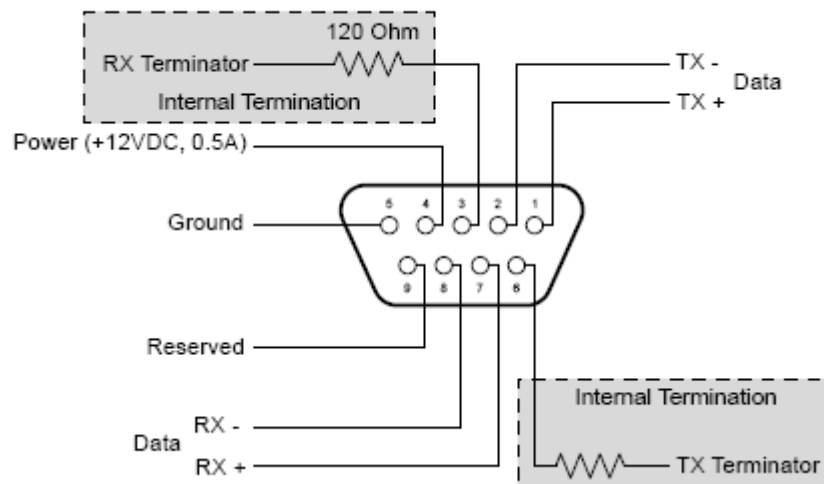 120 Ohm
RX Terminator
Internal Termination
TX -
Data
TX +
Power (+12VDC, 0.5A)
5 4 3 2 1
Ground
9 8 7 6
Reserved
Internal Termination
RX -
Data
RX +
TX Terminator